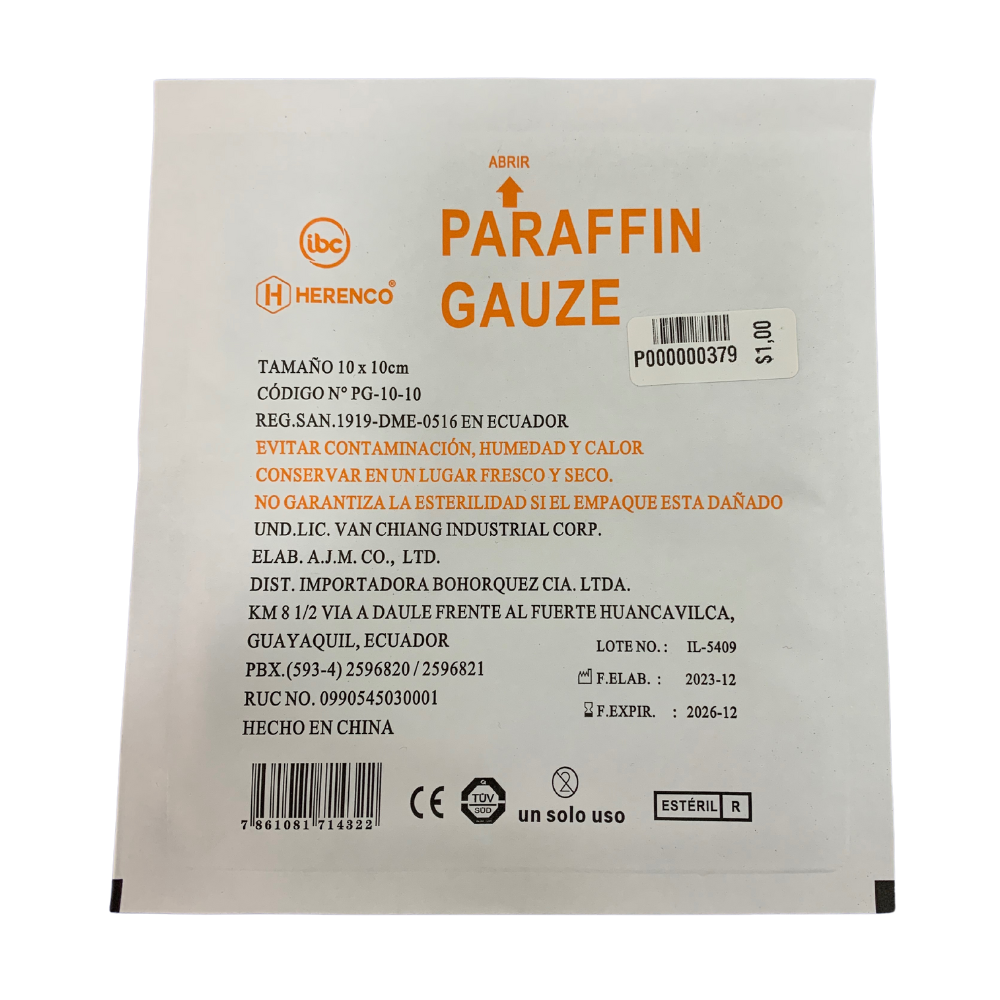 ABRIR
PARAFFIN
GAUZE
ibc
H HERENCO®
P000000379
$1,00
TAMAÑO 10 x 10cm
CÓDIGO N° PG-10-10
REG.SAN.1919-DME-0516 EN ECUADOR
EVITAR CONTAMINACIÓN, HUMEDAD Y CALOR
CONSERVAR EN UN LUGAR FRESCO Y SECO.
NO GARANTIZA LA ESTERILIDAD SI EL EMPAQUE ESTA DAÑADO
UND.LIC. VAN CHIANG INDUSTRIAL CORP.
ELAB. A.J.M. CO., LTD.
DIST. IMPORTADORA BOHORQUEZ CIA. LTDA.
KM 8 1/2 VIA A DAULE FRENTE AL FUERTE HUANCAVILCA,
GUAYAQUIL, ECUADOR
PBX.(593-4) 2596820 / 2596821
RUC NO. 0990545030001
HECHO EN CHINA
LOTE NO. : IL-5409
F.ELAB. : 2023-12
F.EXPIR. : 2026-12
7 861081 714322
CE
TÜV
SÜD
2
un solo uso
ESTÉRIL R